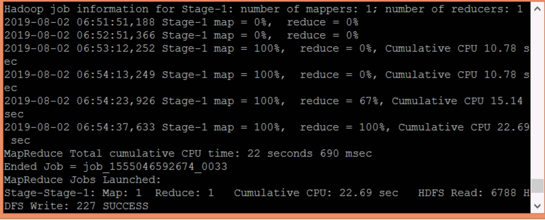 Hadoop job information for Stage-1: number of mappers: 1; number of reducers: 1
2019-08-02 06:51:51,188 Stage-1 map = 0%,  reduce = 0%
2019-08-02 06:52:51,366 Stage-1 map = 0%,  reduce = 0%
2019-08-02 06:53:12,252 Stage-1 map = 100%,  reduce = 0%, Cumulative CPU 10.78 s
ec
2019-08-02 06:54:13,249 Stage-1 map = 100%,  reduce = 0%, Cumulative CPU 10.78 s
ec
2019-08-02 06:54:23,926 Stage-1 map = 100%,  reduce = 67%, Cumulative CPU 15.14
sec
2019-08-02 06:54:37,633 Stage-1 map = 100%,  reduce = 100%, Cumulative CPU 22.69
 sec
MapReduce Total cumulative CPU time: 22 seconds 690 msec
Ended Job = job_1555046592674_0033
MapReduce Jobs Launched:
Stage-Stage-1: Map: 1  Reduce: 1   Cumulative CPU: 22.69 sec   HDFS Read: 6788 H
DFS Write: 227 SUCCESS